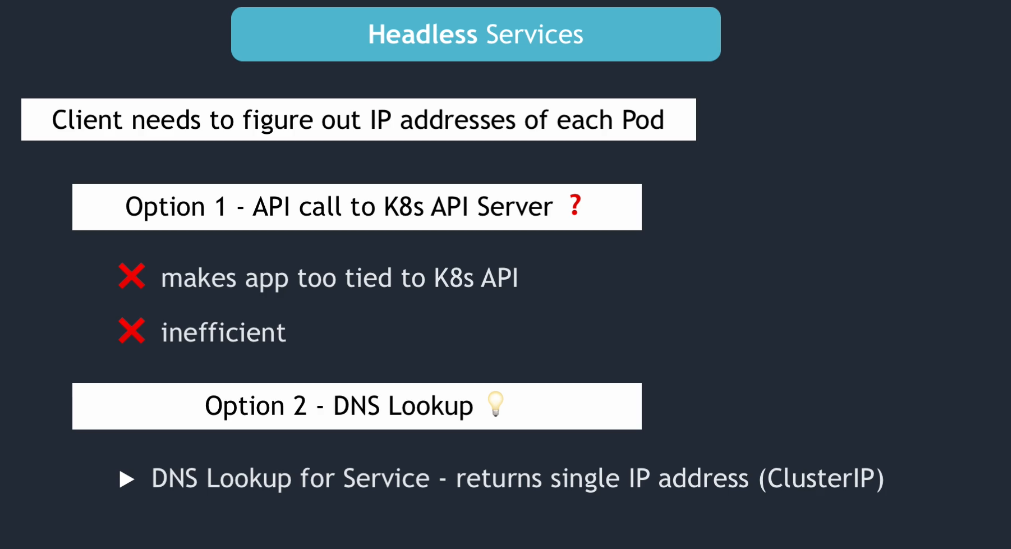 Headless Services
Client needs to figure out IP addresses of each Pod
Option 1 - API call to K8s API Server ❓
❌ makes app too tied to K8s API
❌ inefficient
Option 2 - DNS Lookup 💡
▶ DNS Lookup for Service - returns single IP address (ClusterIP)